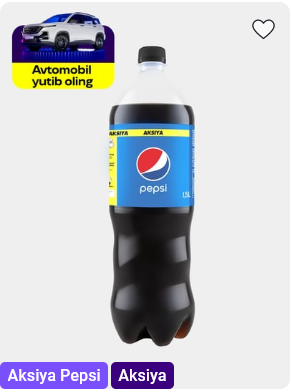 Avtomobil
yutib oling
AKSIYA AKSIYA
pepsi
1,5L
Aksiya Pepsi
Aksiya